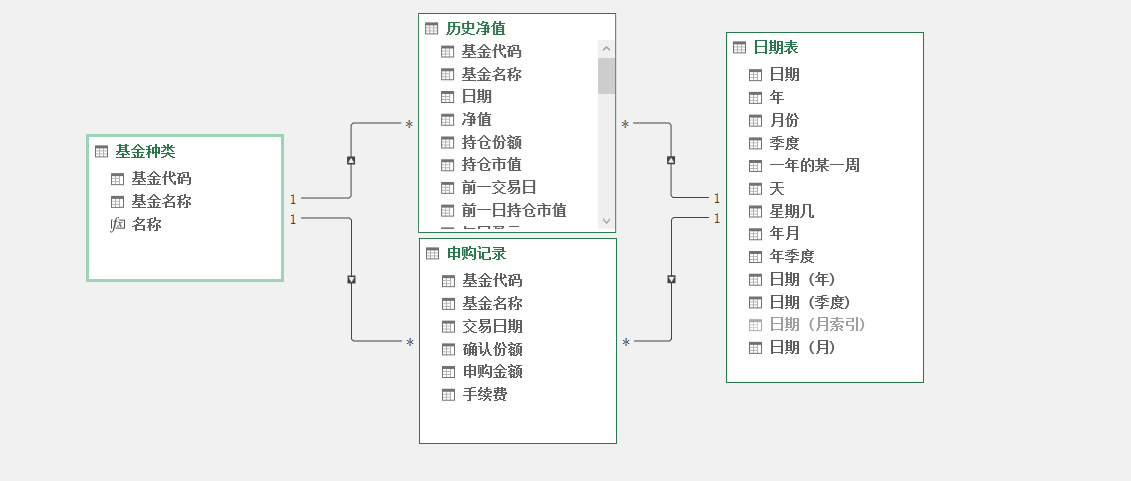 基金种类
基金代码
基金名称
名称
1
1
历史净值
基金代码
基金名称
日期
净值
持仓份额
持仓市值
前一交易日
前一日持仓市值
*
*
申购记录
基金代码
基金名称
交易日期
确认份额
申购金额
手续费
*
*
1
1
日期表
日期
年
月份
季度
一年的某一周
天
星期几
年月
年季度
日期（年）
日期（季度）
日期（月索引）
日期（月）